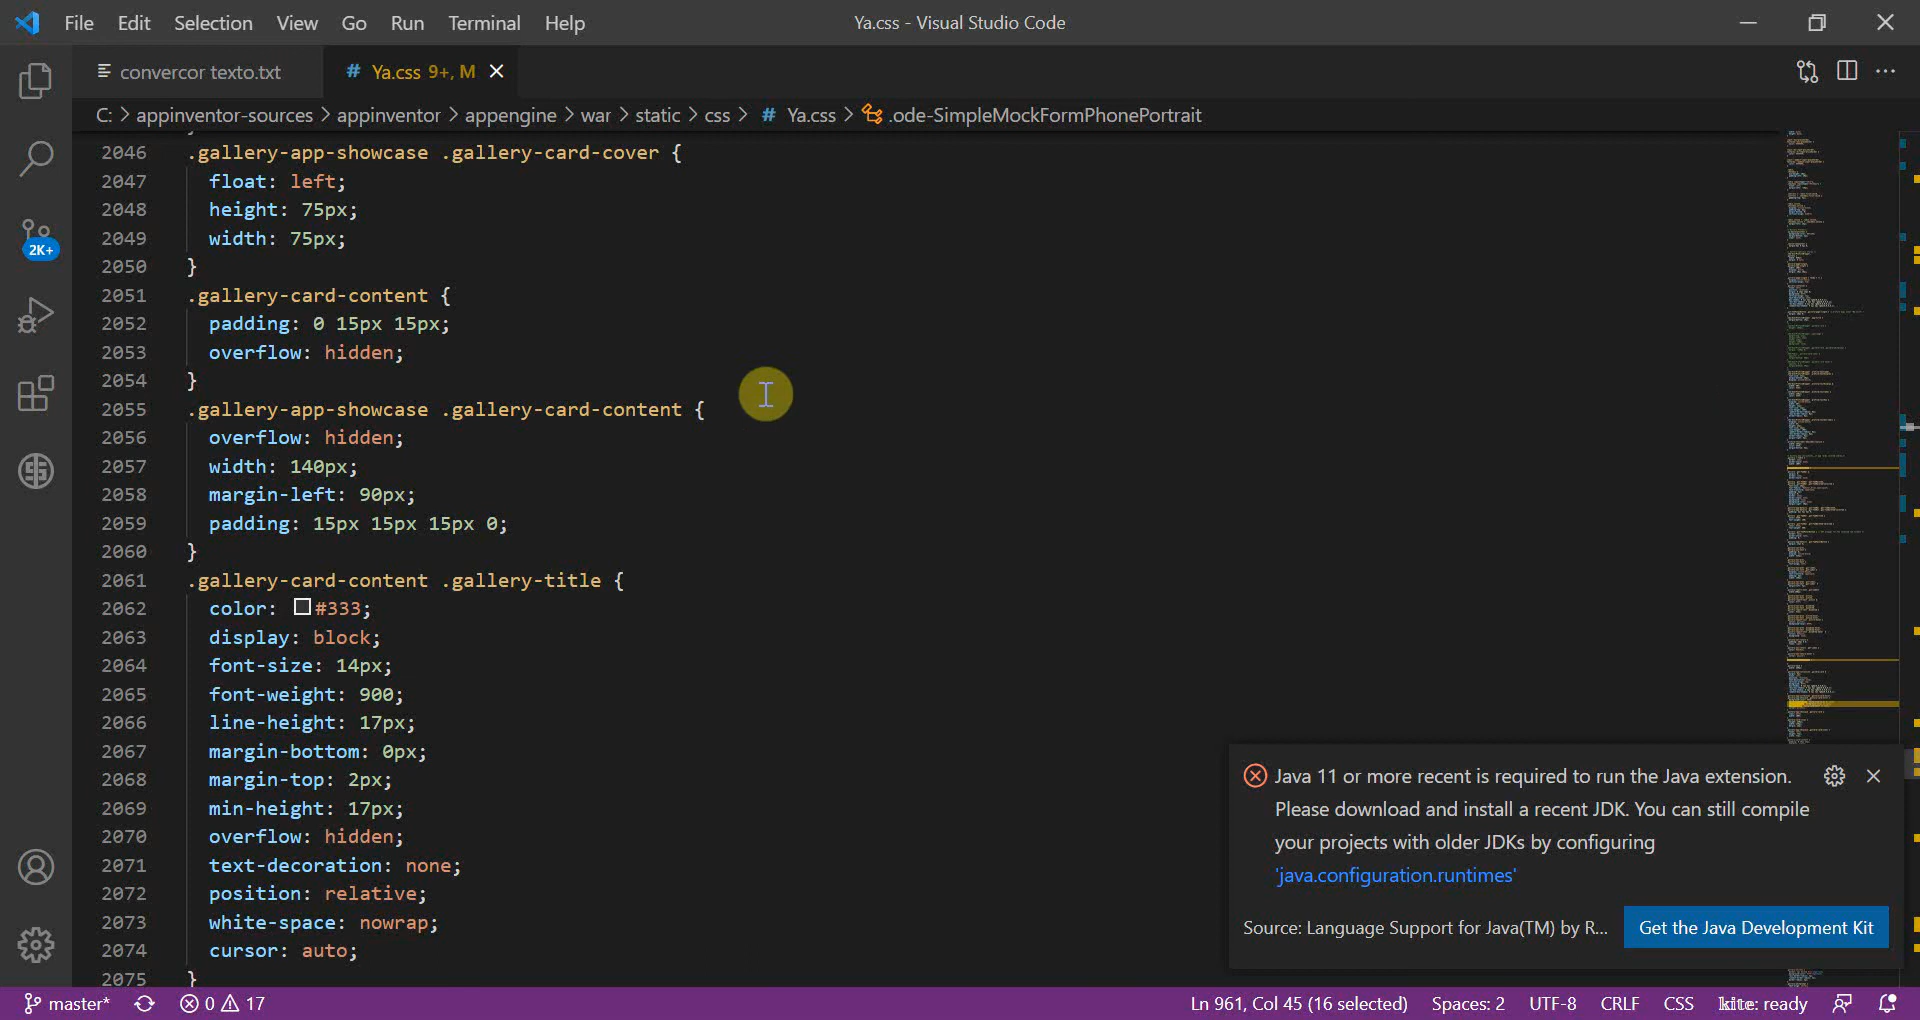 File Edit Selection View Go Run Terminal Help Ya.css - Visual Studio Code
convercor texto.txt # Ya.css 9+, M
C: > appinventor-sources > appinventor > appengine > war > static > css > # Ya.css > .ode-SimpleMockFormPhonePortrait
2046 .gallery-app-showcase .gallery-card-cover {
2047 float: left;
2048 height: 75px;
2049 width: 75px;
2050 }
2051 .gallery-card-content {
2052 padding: 0 15px 15px;
2053 overflow: hidden;
2054 }
2055 .gallery-app-showcase .gallery-card-content {
2056 overflow: hidden;
2057 width: 140px;
2058 margin-left: 90px;
2059 padding: 15px 15px 15px 0;
2060 }
2061 .gallery-card-content .gallery-title {
2062 color: #333;
2063 display: block;
2064 font-size: 14px;
2065 font-weight: 900;
2066 line-height: 17px;
2067 margin-bottom: 0px;
2068 margin-top: 2px;
2069 min-height: 17px;
2070 overflow: hidden;
2071 text-decoration: none;
2072 position: relative;
2073 white-space: nowrap;
2074 cursor: auto;
2075 }
2K+
Java 11 or more recent is required to run the Java extension.
Please download and install a recent JDK. You can still compile
your projects with older JDKs by configuring
'java.configuration.runtimes'
Source: Language Support for Java(TM) by R... Get the Java Development Kit
master* 0 17 Ln 961, Col 45 (16 selected) Spaces: 2 UTF-8 CRLF CSS kite: ready